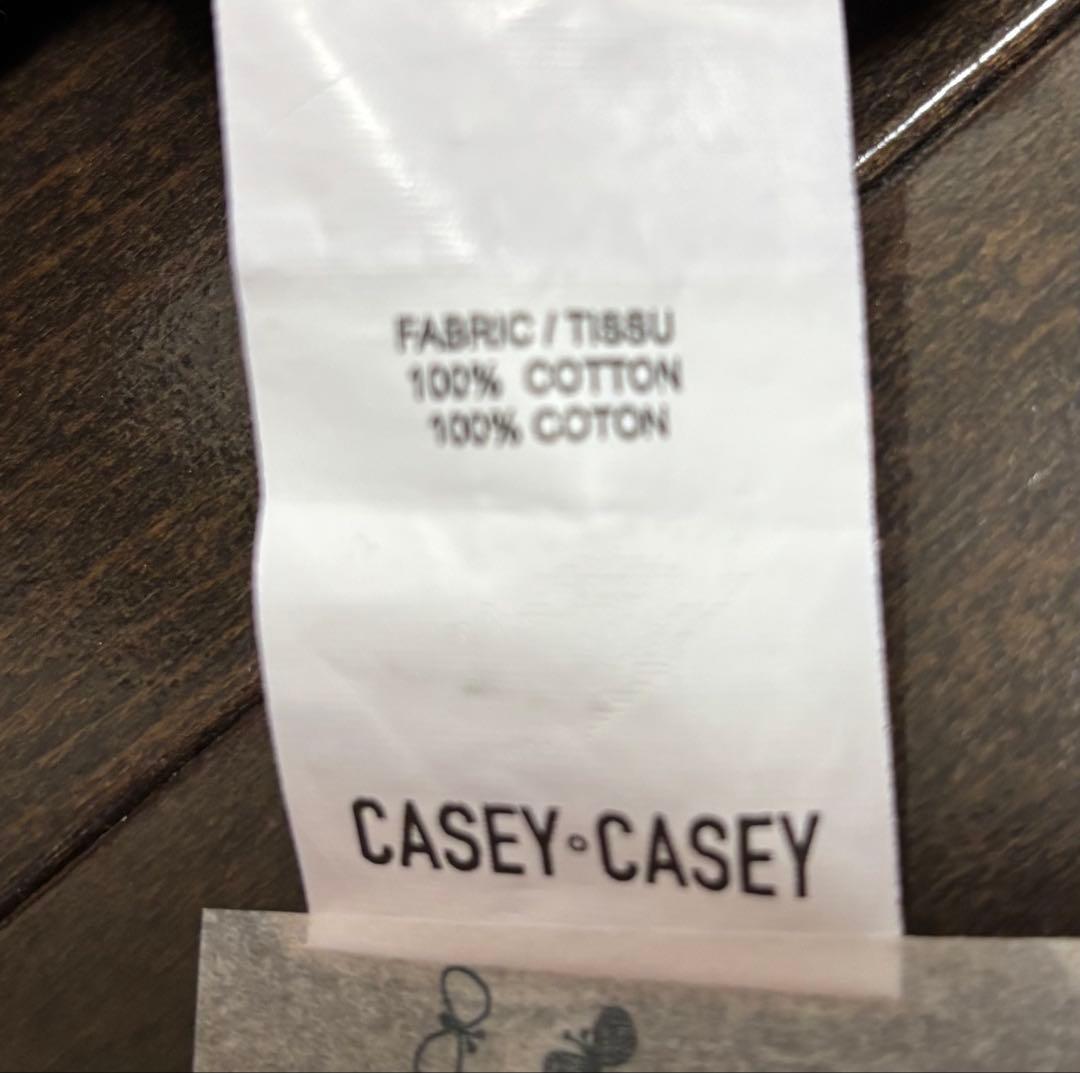 FABRIC / TISSU
100% COTTON
100% COTON
CASEY°CASEY